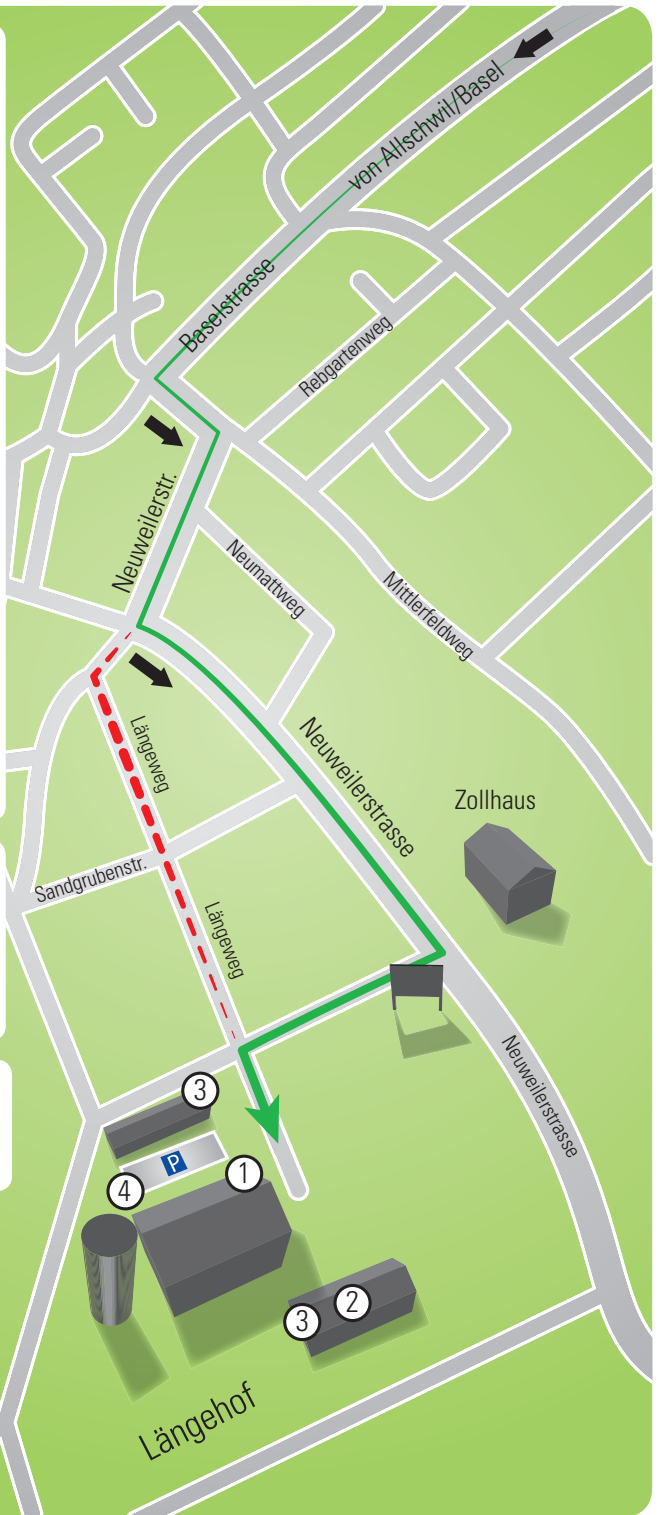 von Allschwil/Basel
Baselstrasse
Rebgartenweg
Neuweilerstr.
Neumattweg
Mittlerfeldweg
Längeweg
Neuweilerstrasse
Zollhaus
Sandgrubenstr.
Längeweg
Neuweilerstrasse
3
P
1
4
2
3
Längehof